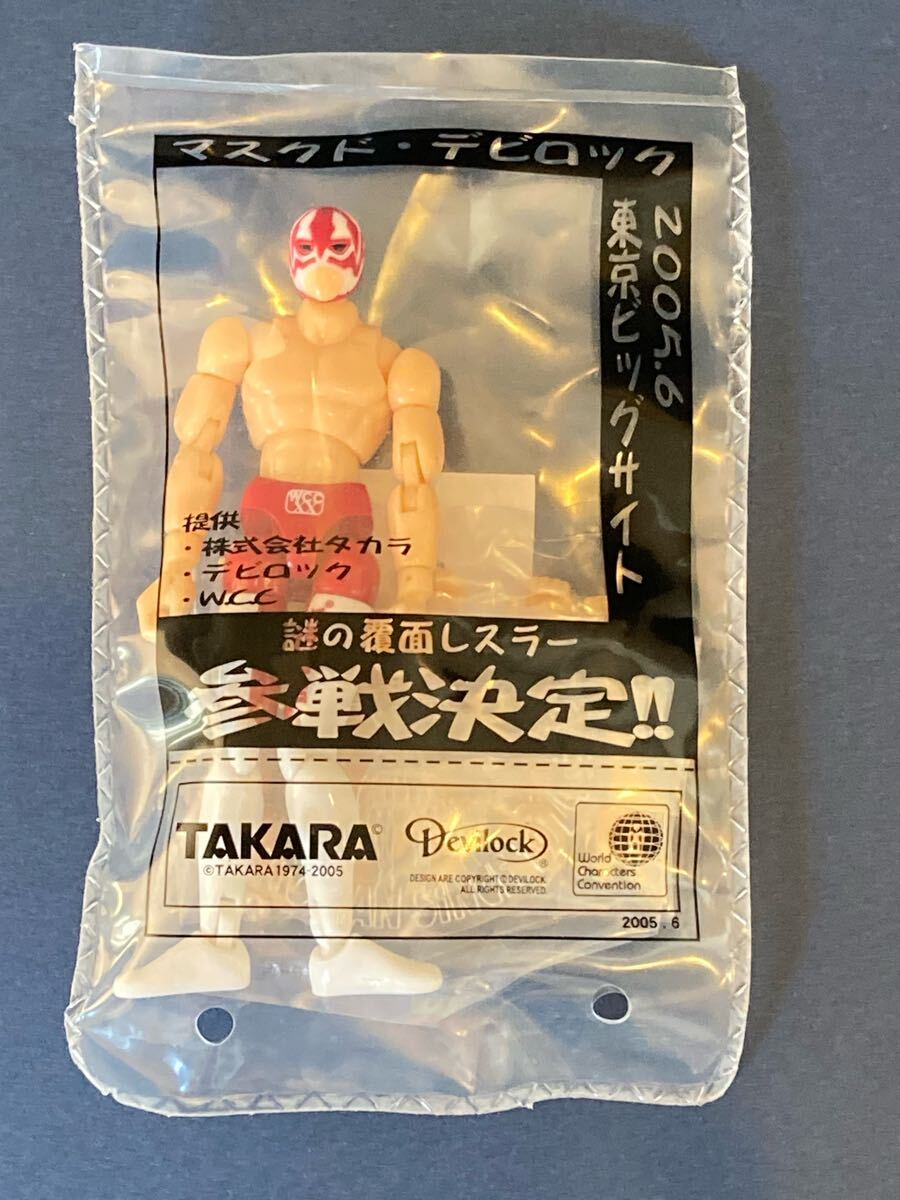 マスクド・デビロック
2005.6
東京ビッグサイト
WCC
XX
提供
・株式会社タカラ
・デビロック
・W.C.C
謎の覆面レスラー
参戦決定!!
TAKARA©
©TAKARA 1974-2005
Devilock®
DESIGN ARE COPYRIGHT © DEVILOCK.
ALL RIGHTS RESERVED.
World
Characters
Convention
2005.6